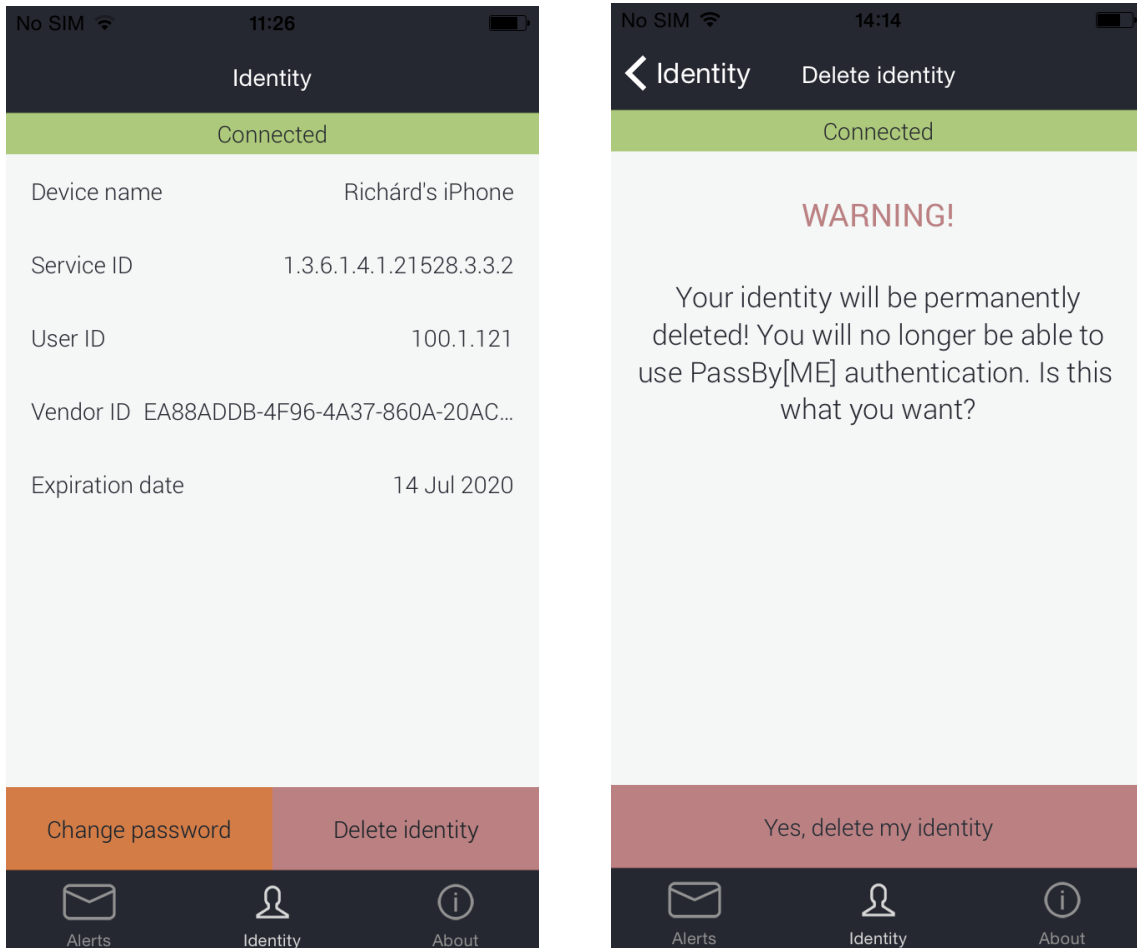 No SIM 11:26
Identity
Connected
Device name Richárd's iPhone
Service ID 1.3.6.1.4.1.21528.3.3.2
User ID 100.1.121
Vendor ID EA88ADDB-4F96-4A37-860A-20AC...
Expiration date 14 Jul 2020
Change password Delete identity
Alerts Identity About
No SIM 14:14
Identity Delete identity
Connected
WARNING!
Your identity will be permanently
deleted! You will no longer be able to
use PassBy[ME] authentication. Is this
what you want?
Yes, delete my identity
Alerts Identity About